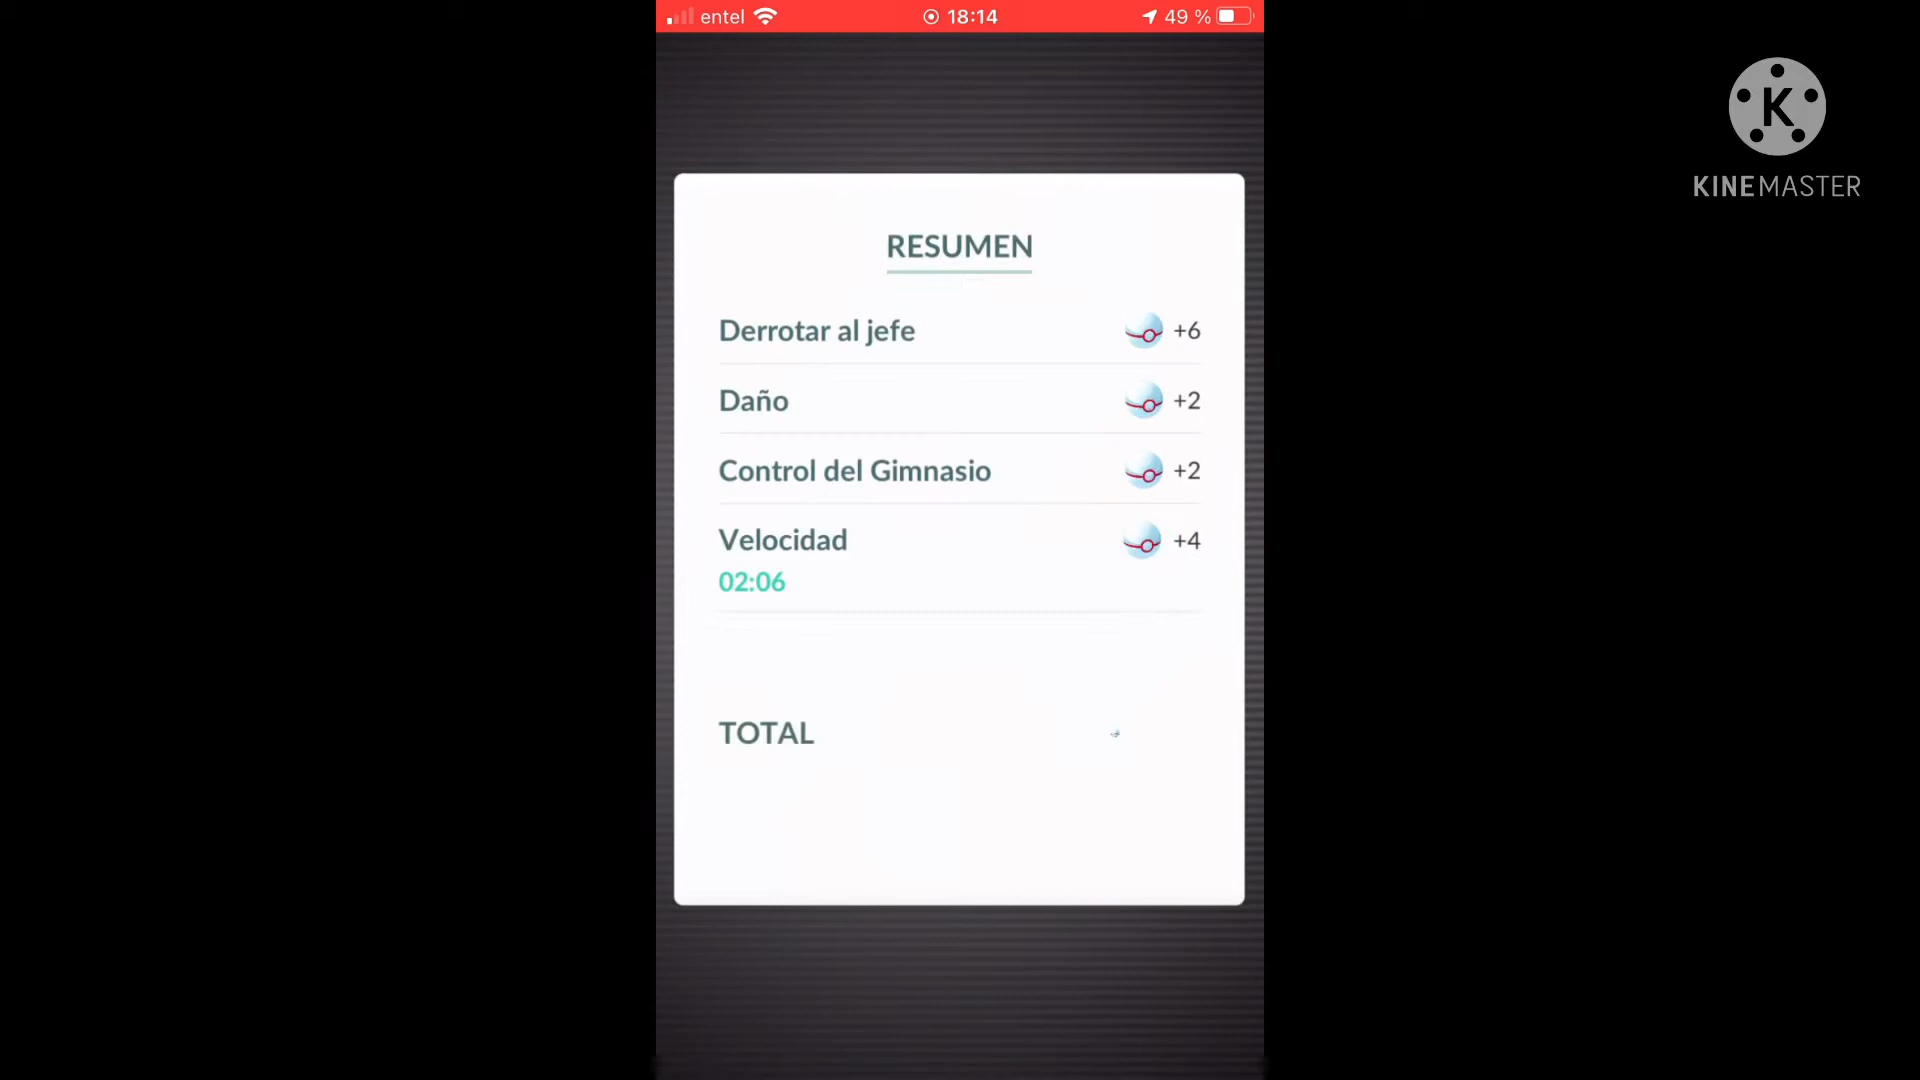 entel 18:14 49 %
K
KINEMASTER
RESUMEN
Derrotar al jefe +6
Daño +2
Control del Gimnasio +2
Velocidad +4
02:06
TOTAL